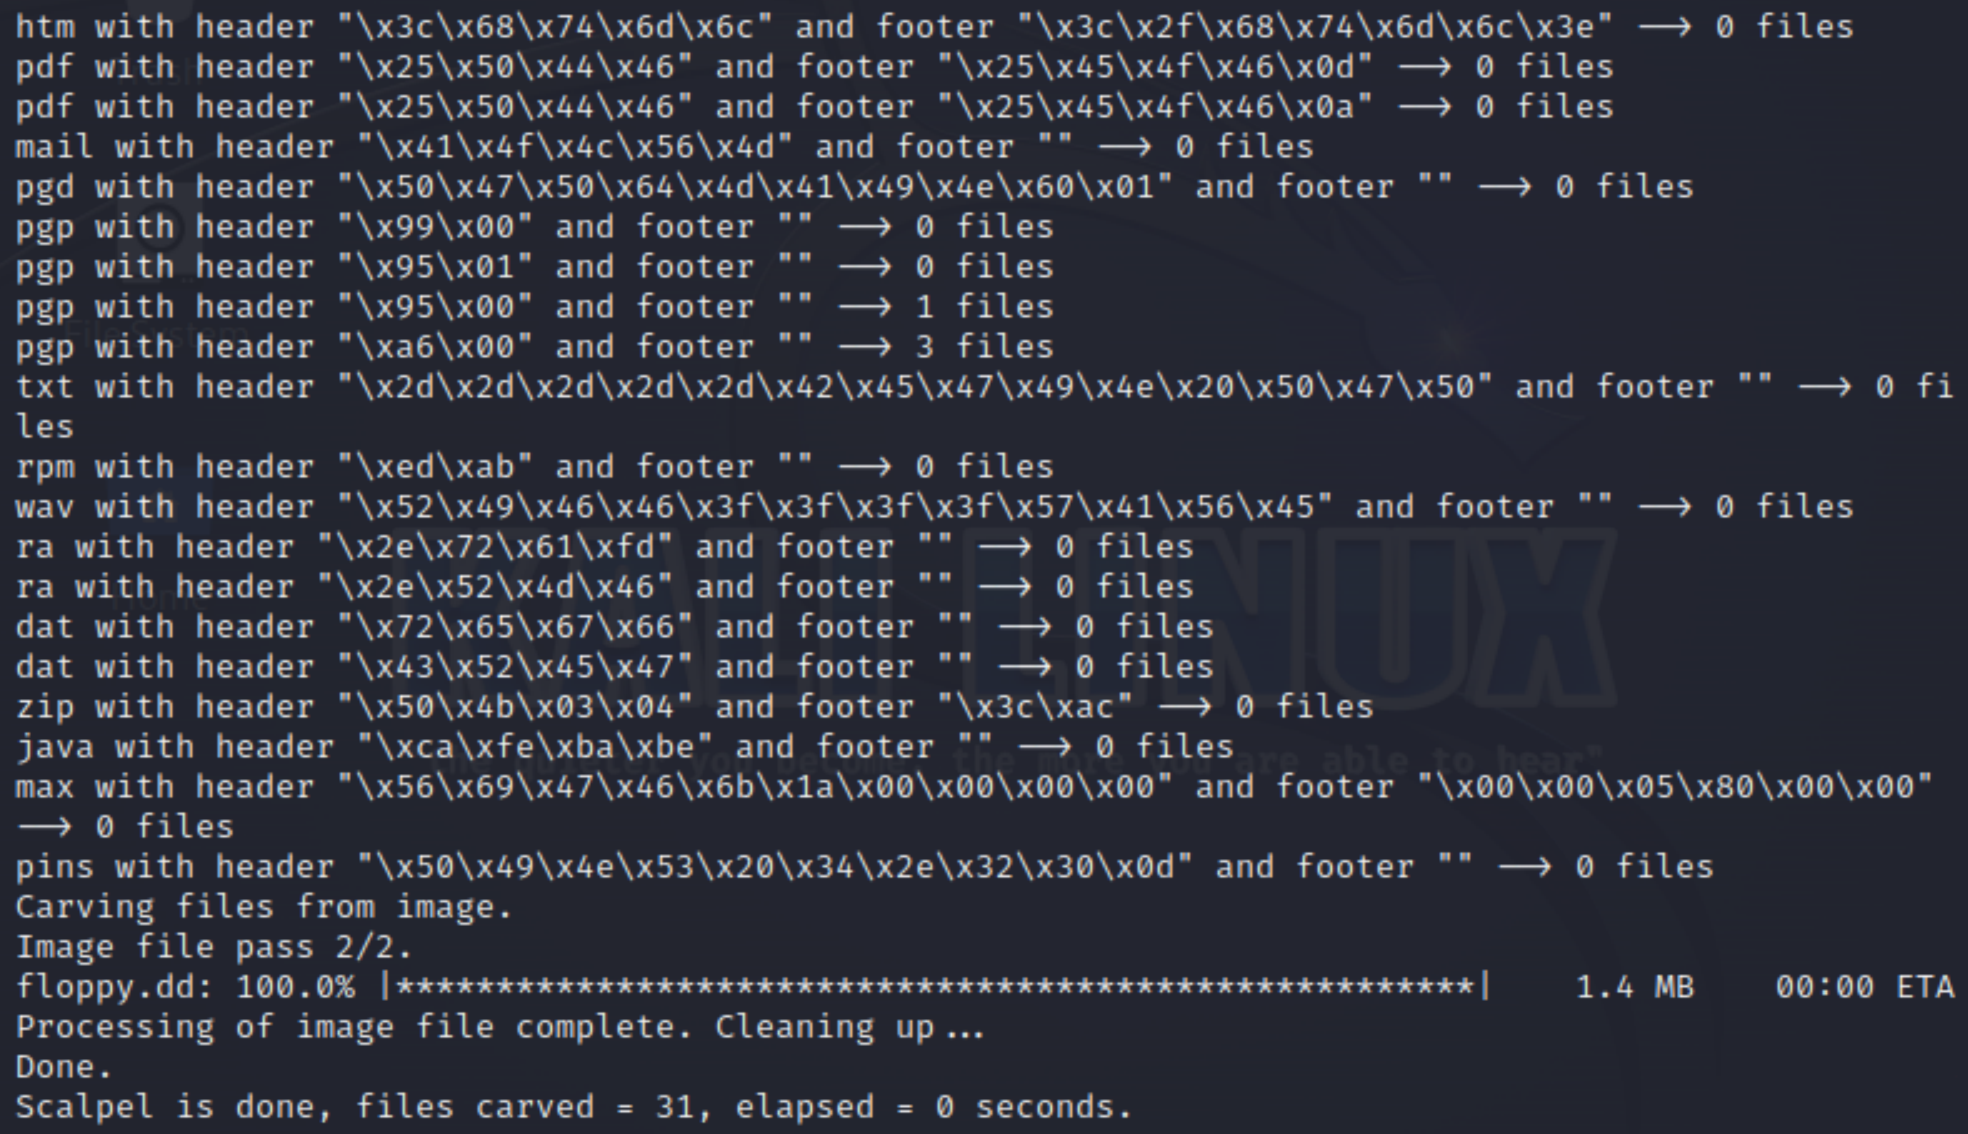 htm with header "\x3c\x68\x74\x6d\x6c" and footer "\x3c\x2f\x68\x74\x6d\x6c\x3e" ⟶ 0 files
pdf with header "\x25\x50\x44\x46" and footer "\x25\x45\x4f\x46\x0d" ⟶ 0 files
pdf with header "\x25\x50\x44\x46" and footer "\x25\x45\x4f\x46\x0a" ⟶ 0 files
mail with header "\x41\x4f\x4c\x56\x4d" and footer "" ⟶ 0 files
pgd with header "\x50\x47\x50\x64\x4d\x41\x49\x4e\x60\x01" and footer "" ⟶ 0 files
pgp with header "\x99\x00" and footer "" ⟶ 0 files
pgp with header "\x95\x01" and footer "" ⟶ 0 files
pgp with header "\x95\x00" and footer "" ⟶ 1 files
File System
pgp with header "\xa6\x00" and footer "" ⟶ 3 files
txt with header "\x2d\x2d\x2d\x2d\x2d\x42\x45\x47\x49\x4e\x20\x50\x47\x50" and footer "" ⟶ 0 fi
les
rpm with header "\xed\xab" and footer "" ⟶ 0 files
wav with header "\x52\x49\x46\x46\x3f\x3f\x3f\x3f\x57\x41\x56\x45" and footer "" ⟶ 0 files
ra with header "\x2e\x72\x61\xfd" and footer "" ⟶ 0 files
ra with header "\x2e\x52\x4d\x46" and footer "" ⟶ 0 files
Home
KALI LINUX
dat with header "\x72\x65\x67\x66" and footer "" ⟶ 0 files
dat with header "\x43\x52\x45\x47" and footer "" ⟶ 0 files
zip with header "\x50\x4b\x03\x04" and footer "\x3c\xac" ⟶ 0 files
java with header "\xca\xfe\xba\xbe" and footer "" ⟶ 0 files
the more you are able to hear"
max with header "\x56\x69\x47\x46\x6b\x1a\x00\x00\x00\x00" and footer "\x00\x00\x05\x80\x00\x00"
⟶ 0 files
pins with header "\x50\x49\x4e\x53\x20\x34\x2e\x32\x30\x0d" and footer "" ⟶ 0 files
Carving files from image.
Image file pass 2/2.
floppy.dd: 100.0% |******************************************************| 1.4 MB 00:00 ETA
Processing of image file complete. Cleaning up...
Done.
Scalpel is done, files carved = 31, elapsed = 0 seconds.